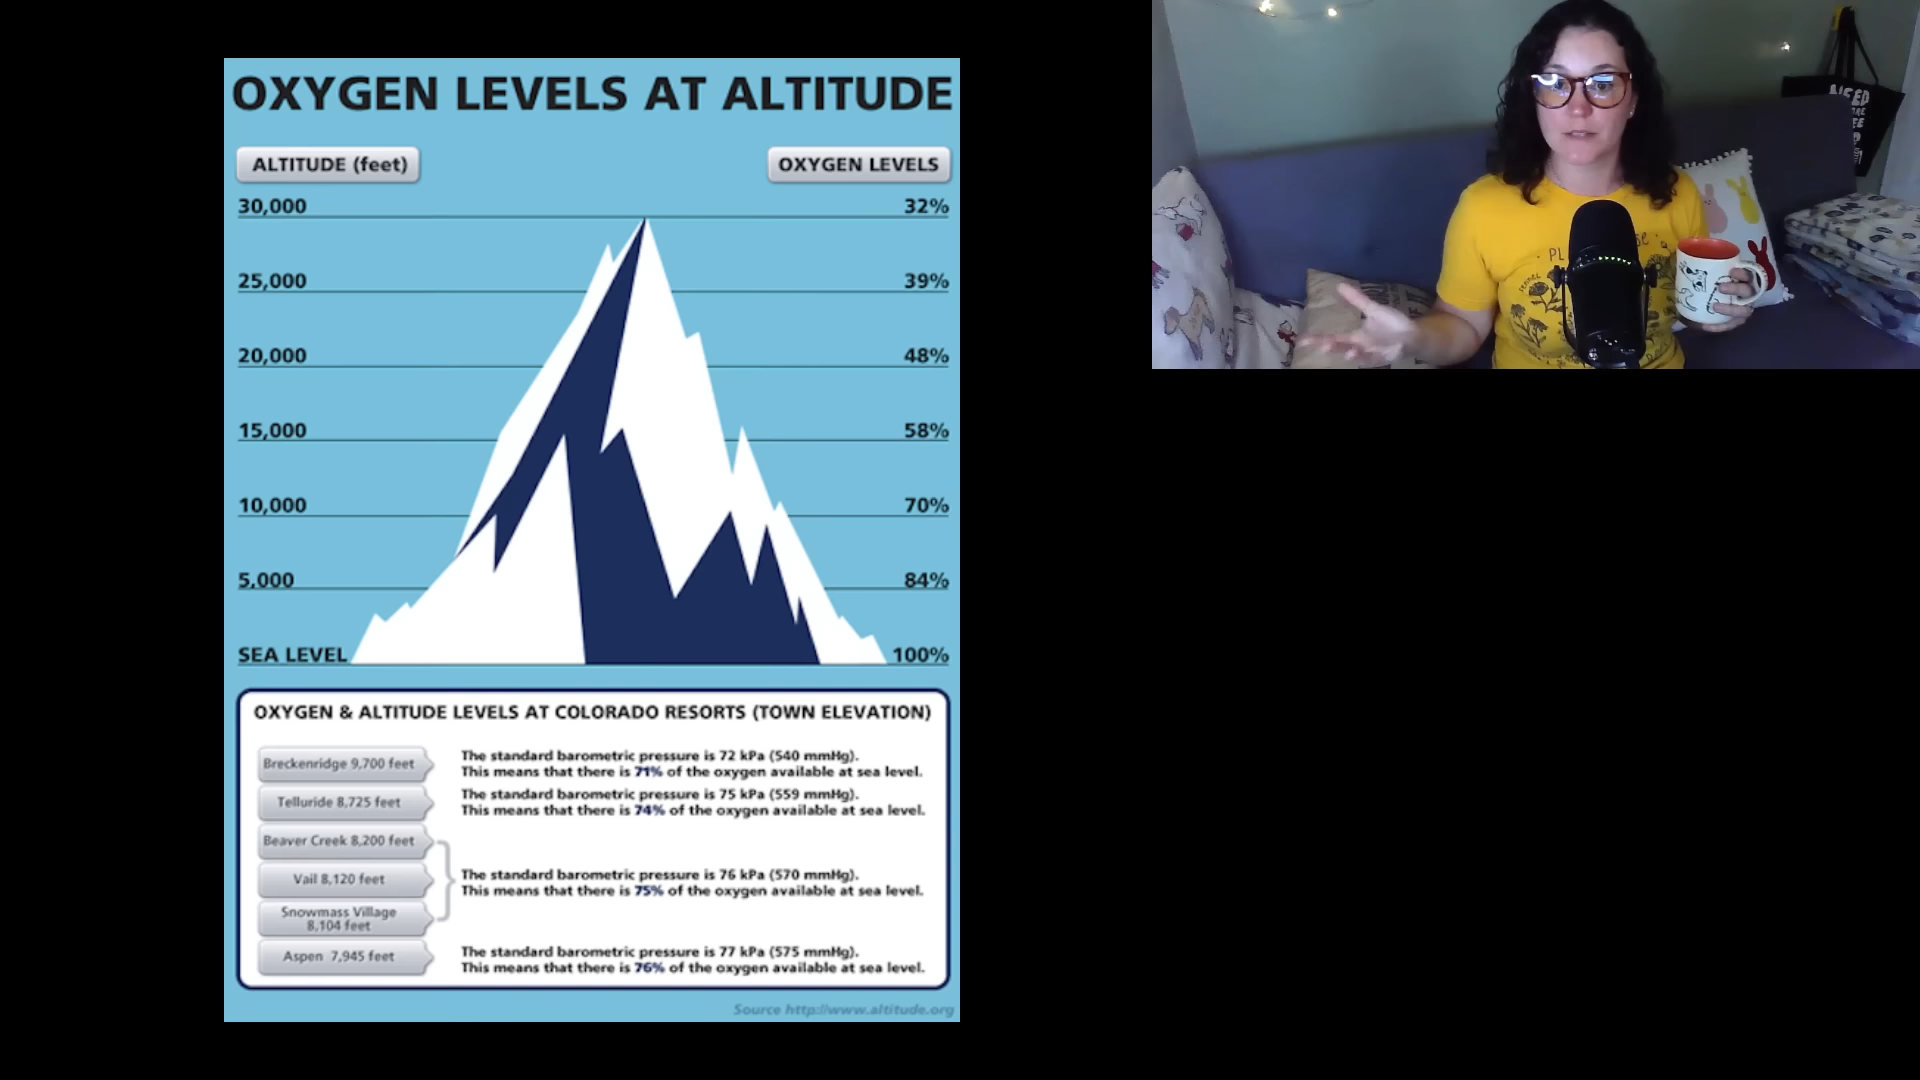 OXYGEN LEVELS AT ALTITUDE
ALTITUDE (feet) OXYGEN LEVELS
30,000 32%
25,000 39%
20,000 48%
15,000 58%
10,000 70%
5,000 84%
SEA LEVEL 100%
OXYGEN & ALTITUDE LEVELS AT COLORADO RESORTS (TOWN ELEVATION)
Breckenridge 9,700 feet
The standard barometric pressure is 72 kPa (540 mmHg).
This means that there is 71% of the oxygen available at sea level.
Telluride 8,725 feet
The standard barometric pressure is 75 kPa (559 mmHg).
This means that there is 74% of the oxygen available at sea level.
Beaver Creek 8,200 feet
Vail 8,120 feet
Snowmass Village
8,104 feet
The standard barometric pressure is 76 kPa (570 mmHg).
This means that there is 75% of the oxygen available at sea level.
Aspen 7,945 feet
The standard barometric pressure is 77 kPa (575 mmHg).
This means that there is 76% of the oxygen available at sea level.
Source http://www.altitude.org
NEED